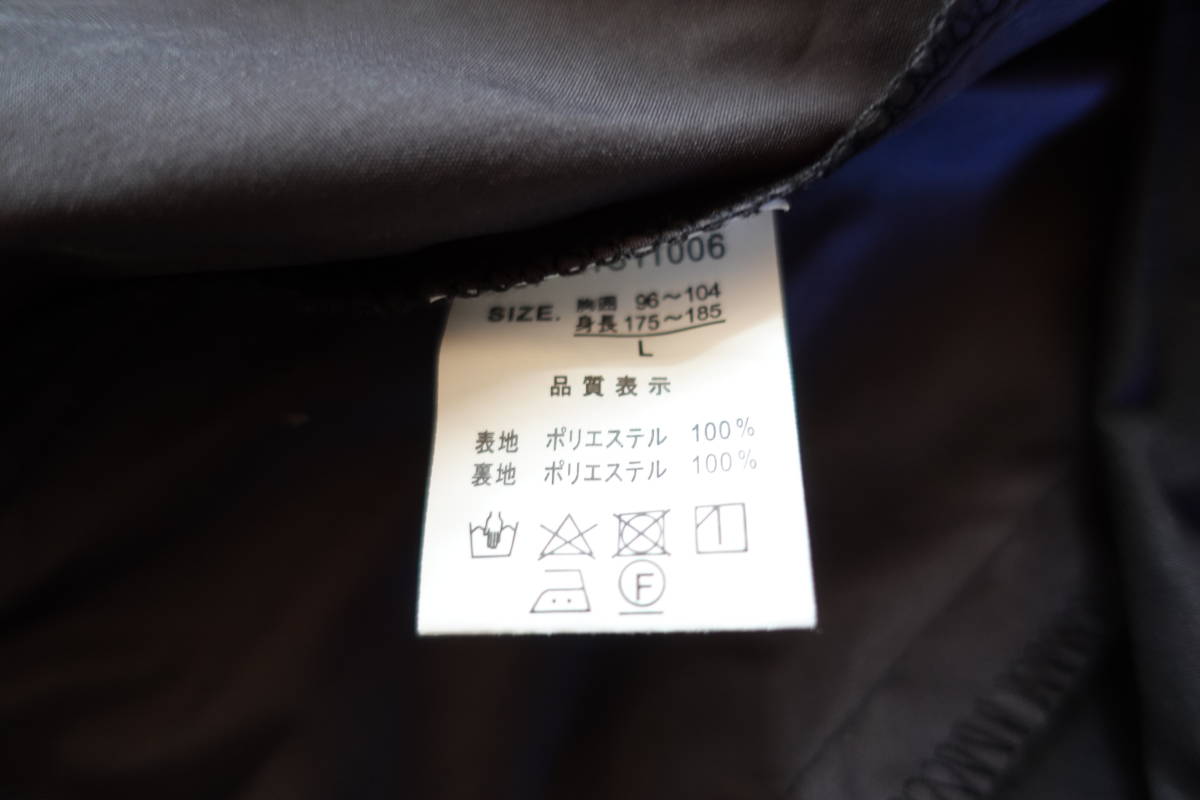 1006
SIZE. 胸囲 96～104
身長 175～185
L
品質表示
表地 ポリエステル 100%
裏地 ポリエステル 100%
F